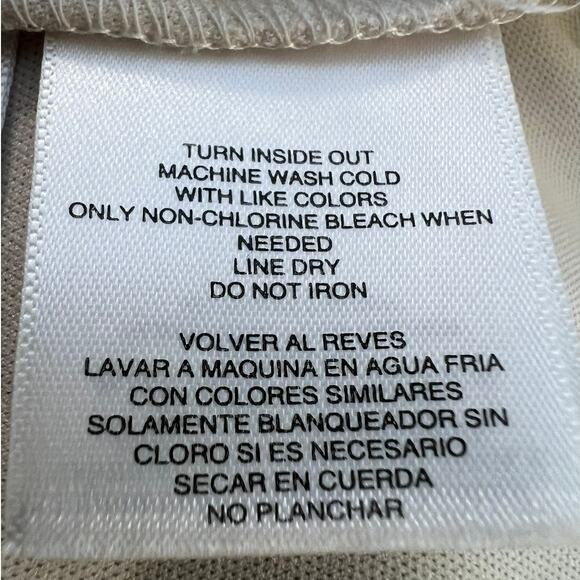 TURN INSIDE OUT
MACHINE WASH COLD
WITH LIKE COLORS
ONLY NON-CHLORINE BLEACH WHEN
NEEDED
LINE DRY
DO NOT IRON
VOLVER AL REVES
LAVAR A MAQUINA EN AGUA FRIA
CON COLORES SIMILARES
SOLAMENTE BLANQUEADOR SIN
CLORO SI ES NECESARIO
SECAR EN CUERDA
NO PLANCHAR